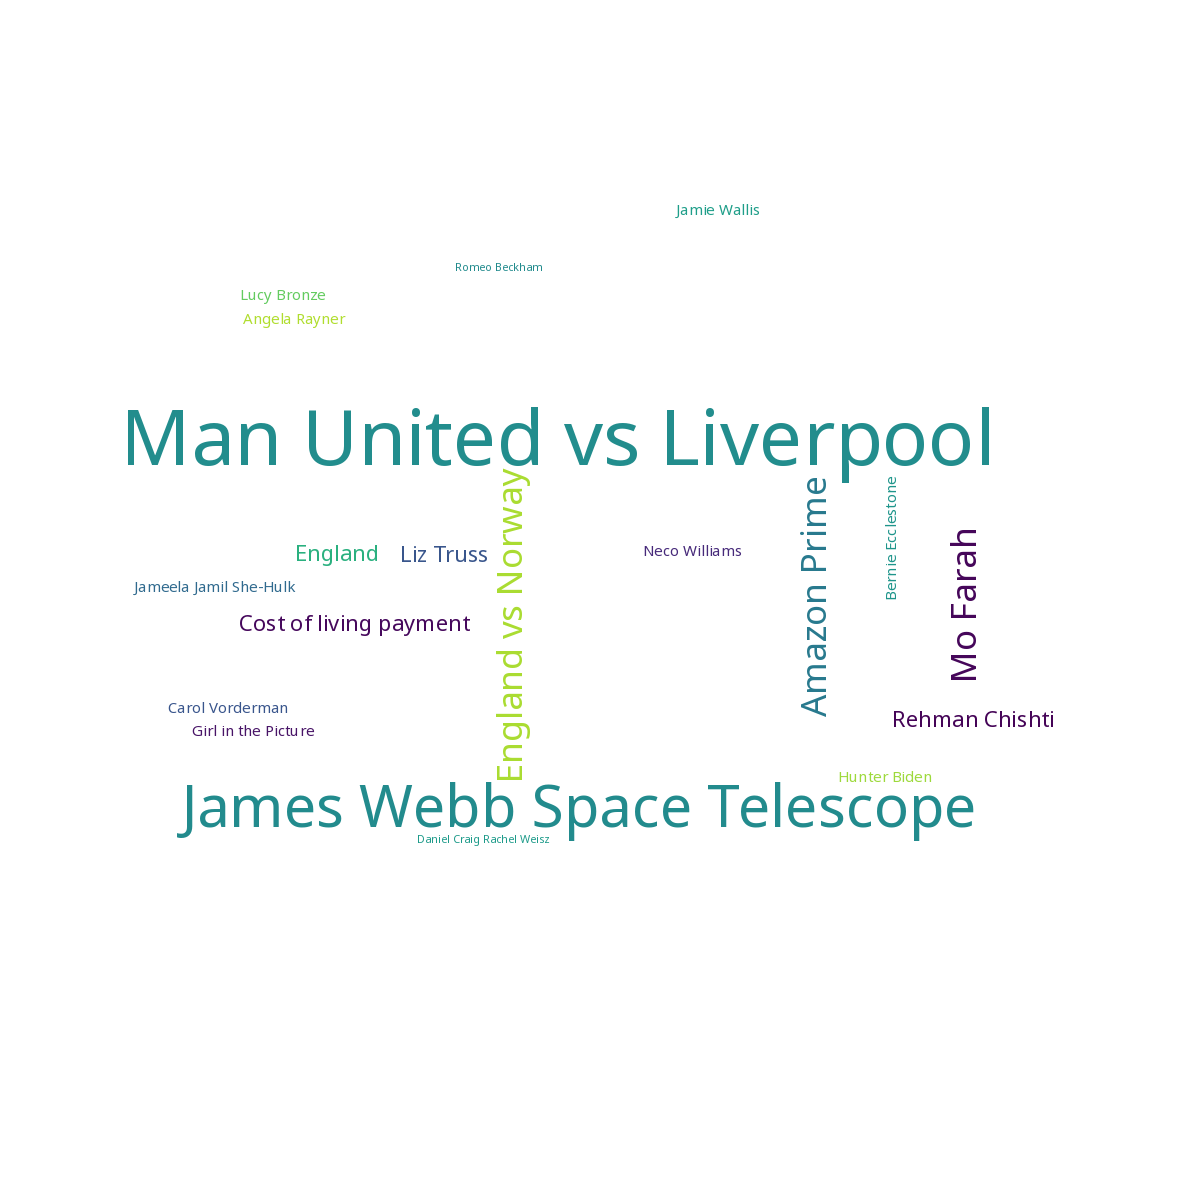 Jamie Wallis
Romeo Beckham
Lucy Bronze
Angela Rayner
Man United vs Liverpool
England vs Norway
Amazon Prime
Bernie Ecclestone
Mo Farah
England
Liz Truss
Neco Williams
Jameela Jamil She-Hulk
Cost of living payment
Carol Vorderman
Girl in the Picture
Rehman Chishti
Hunter Biden
James Webb Space Telescope
Daniel Craig Rachel Weisz